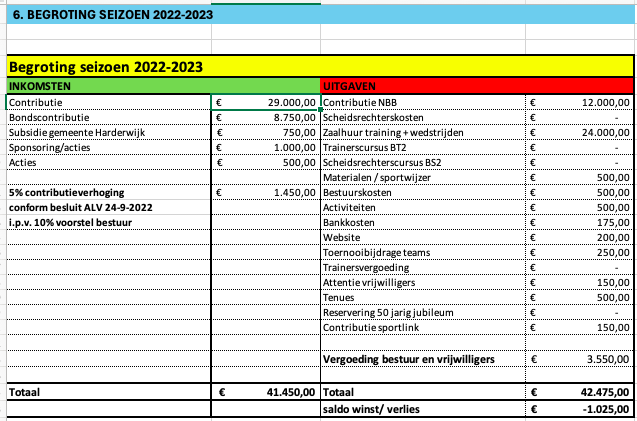 6. BEGROTING SEIZOEN 2022-2023
Begroting seizoen 2022-2023
INKOMSTEN UITGAVEN
Contributie € 29.000,00 Contributie NBB € 12.000,00
Bondscontributie € 8.750,00 Scheidsrechterskosten € -
Subsidie gemeente Harderwijk € 750,00 Zaalhuur training + wedstrijden € 24.000,00
Sponsoring/acties € 1.000,00 Trainerscursus BT2 € -
Acties € 500,00 Scheidsrechterscursus BS2 € -
Materialen / sportwijzer € 500,00
5% contributieverhoging € 1.450,00 Bestuurskosten € 500,00
conform besluit ALV 24-9-2022 Activiteiten € 500,00
i.p.v. 10% voorstel bestuur Bankkosten € 175,00
Website € 200,00
Toernooibijdrage teams € 250,00
Trainersvergoeding € -
Attentie vrijwilligers € 150,00
Tenues € 500,00
Reservering 50 jarig jubileum € -
Contributie sportlink € 150,00
Vergoeding bestuur en vrijwilligers € 3.550,00
Totaal € 41.450,00 Totaal € 42.475,00
saldo winst/ verlies € -1.025,00